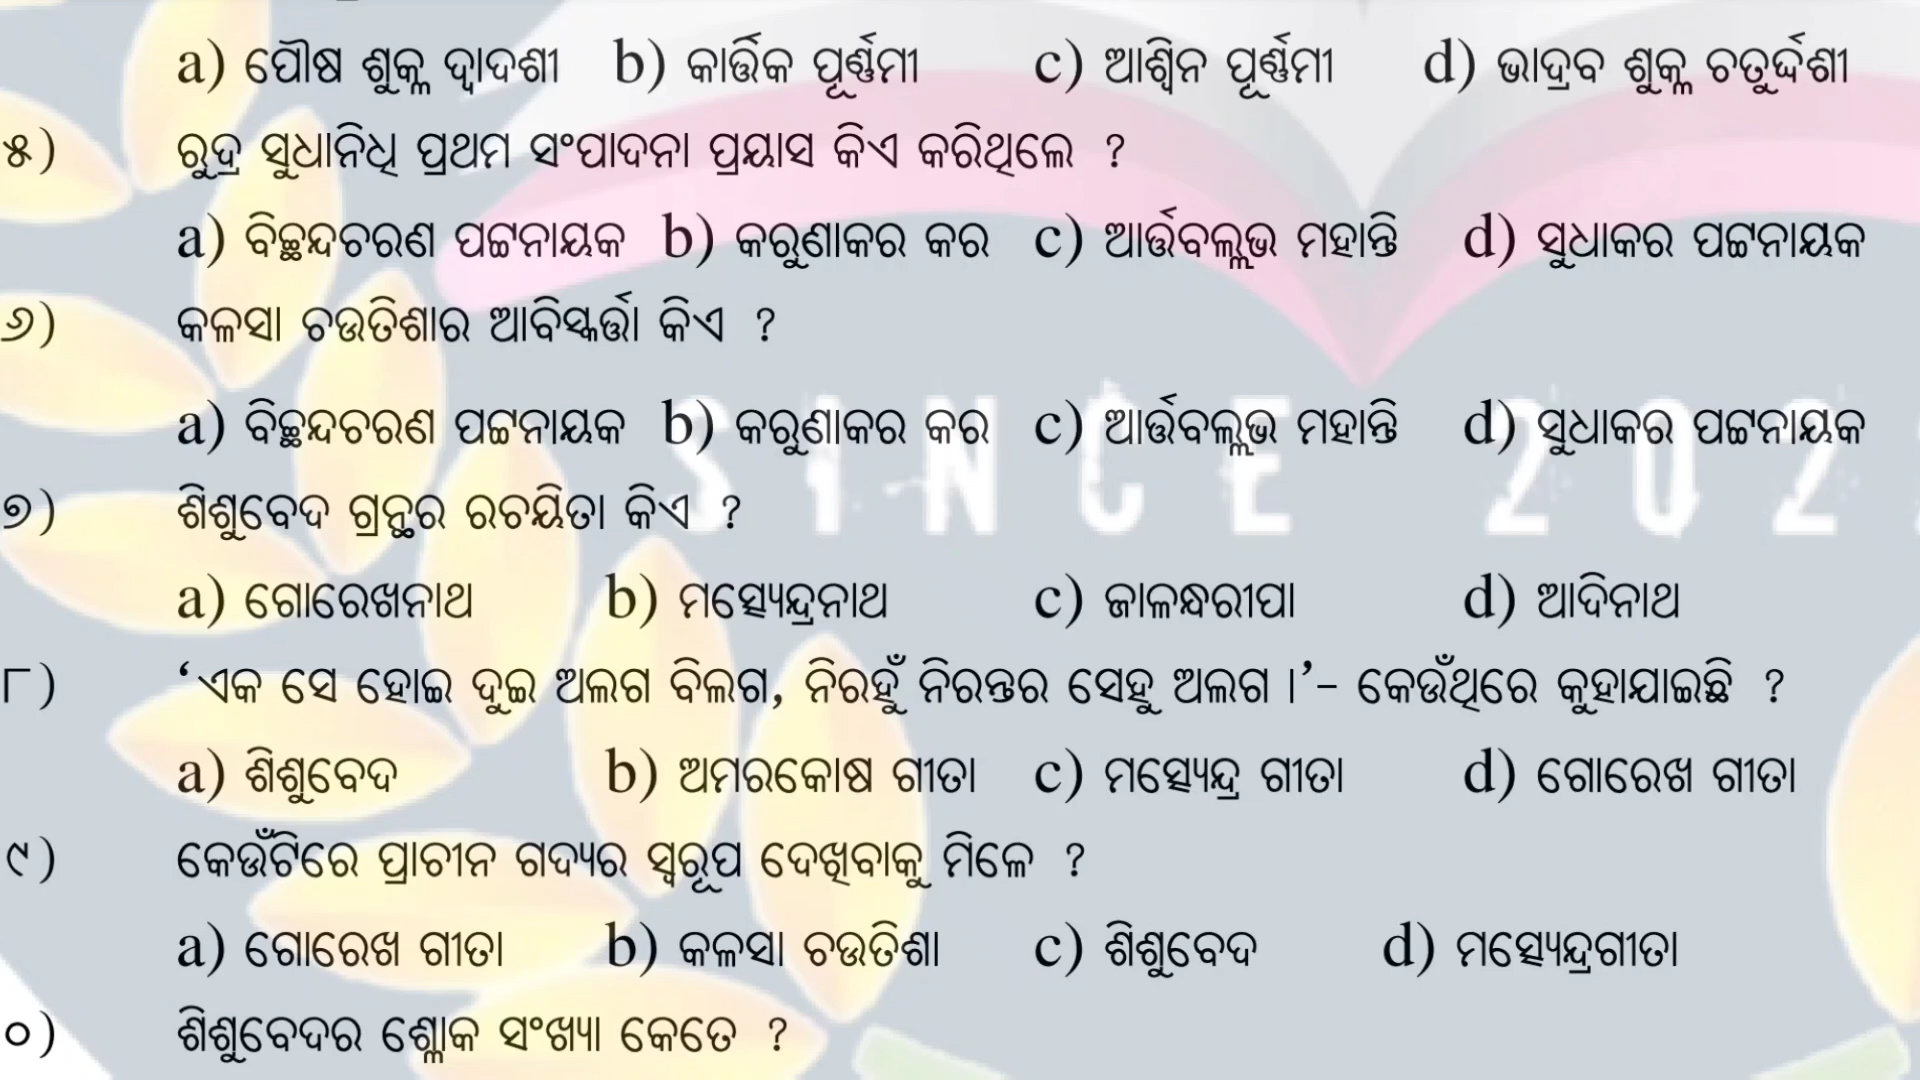 a) ପୌଷ ଶୁକ୍ଳ ଦ୍ୱାଦଶୀ b) କାର୍ତ୍ତିକ ପୂର୍ଣ୍ଣମୀ c) ଆଶ୍ୱିନ ପୂର୍ଣ୍ଣମୀ d) ଭାଦ୍ରବ ଶୁକ୍ଳ ଚତୁର୍ଦ୍ଦଶୀ
୫) ରୁଦ୍ର ସୁଧାନିଧି ପ୍ରଥମ ସଂପାଦନା ପ୍ରୟାସ କିଏ କରିଥିଲେ ?
a) ବିଚ୍ଛନ୍ଦଚରଣ ପଟ୍ଟନାୟକ b) କରୁଣାକର କର c) ଆର୍ତ୍ତବଲ୍ଲଭ ମହାନ୍ତି d) ସୁଧାକର ପଟ୍ଟନାୟକ
୬) କଳସା ଚଉତିଶାର ଆବିସ୍କର୍ତ୍ତା କିଏ ?
a) ବିଚ୍ଛନ୍ଦଚରଣ ପଟ୍ଟନାୟକ b) କରୁଣାକର କର c) ଆର୍ତ୍ତବଲ୍ଲଭ ମହାନ୍ତି d) ସୁଧାକର ପଟ୍ଟନାୟକ
SINCE 202
୭) ଶିଶୁବେଦ ଗ୍ରନ୍ଥର ରଚୟିତା କିଏ ?
a) ଗୋରେଖନାଥ b) ମତ୍ସ୍ୟେନ୍ଦ୍ରନାଥ c) ଜାଳନ୍ଧରୀପା d) ଆଦିନାଥ
୮) ‘ଏକ ସେ ହୋଇ ଦୁଇ ଅଲଗ ବିଲଗ, ନିରହୁଁ ନିରନ୍ତର ସେହୁ ଅଲଗ ।’– କେଉଁଥିରେ କୁହାଯାଇଛି ?
a) ଶିଶୁବେଦ b) ଅମରକୋଷ ଗୀତା c) ମତ୍ସ୍ୟେନ୍ଦ୍ର ଗୀତା d) ଗୋରେଖ ଗୀତା
୯) କେଉଁଟିରେ ପ୍ରାଚୀନ ଗଦ୍ୟର ସ୍ୱରୂପ ଦେଖିବାକୁ ମିଳେ ?
a) ଗୋରେଖ ଗୀତା b) କଳସା ଚଉତିଶା c) ଶିଶୁବେଦ d) ମତ୍ସ୍ୟେନ୍ଦ୍ରଗୀତା
୦) ଶିଶୁବେଦର ଶ୍ଳୋକ ସଂଖ୍ୟା କେତେ ?